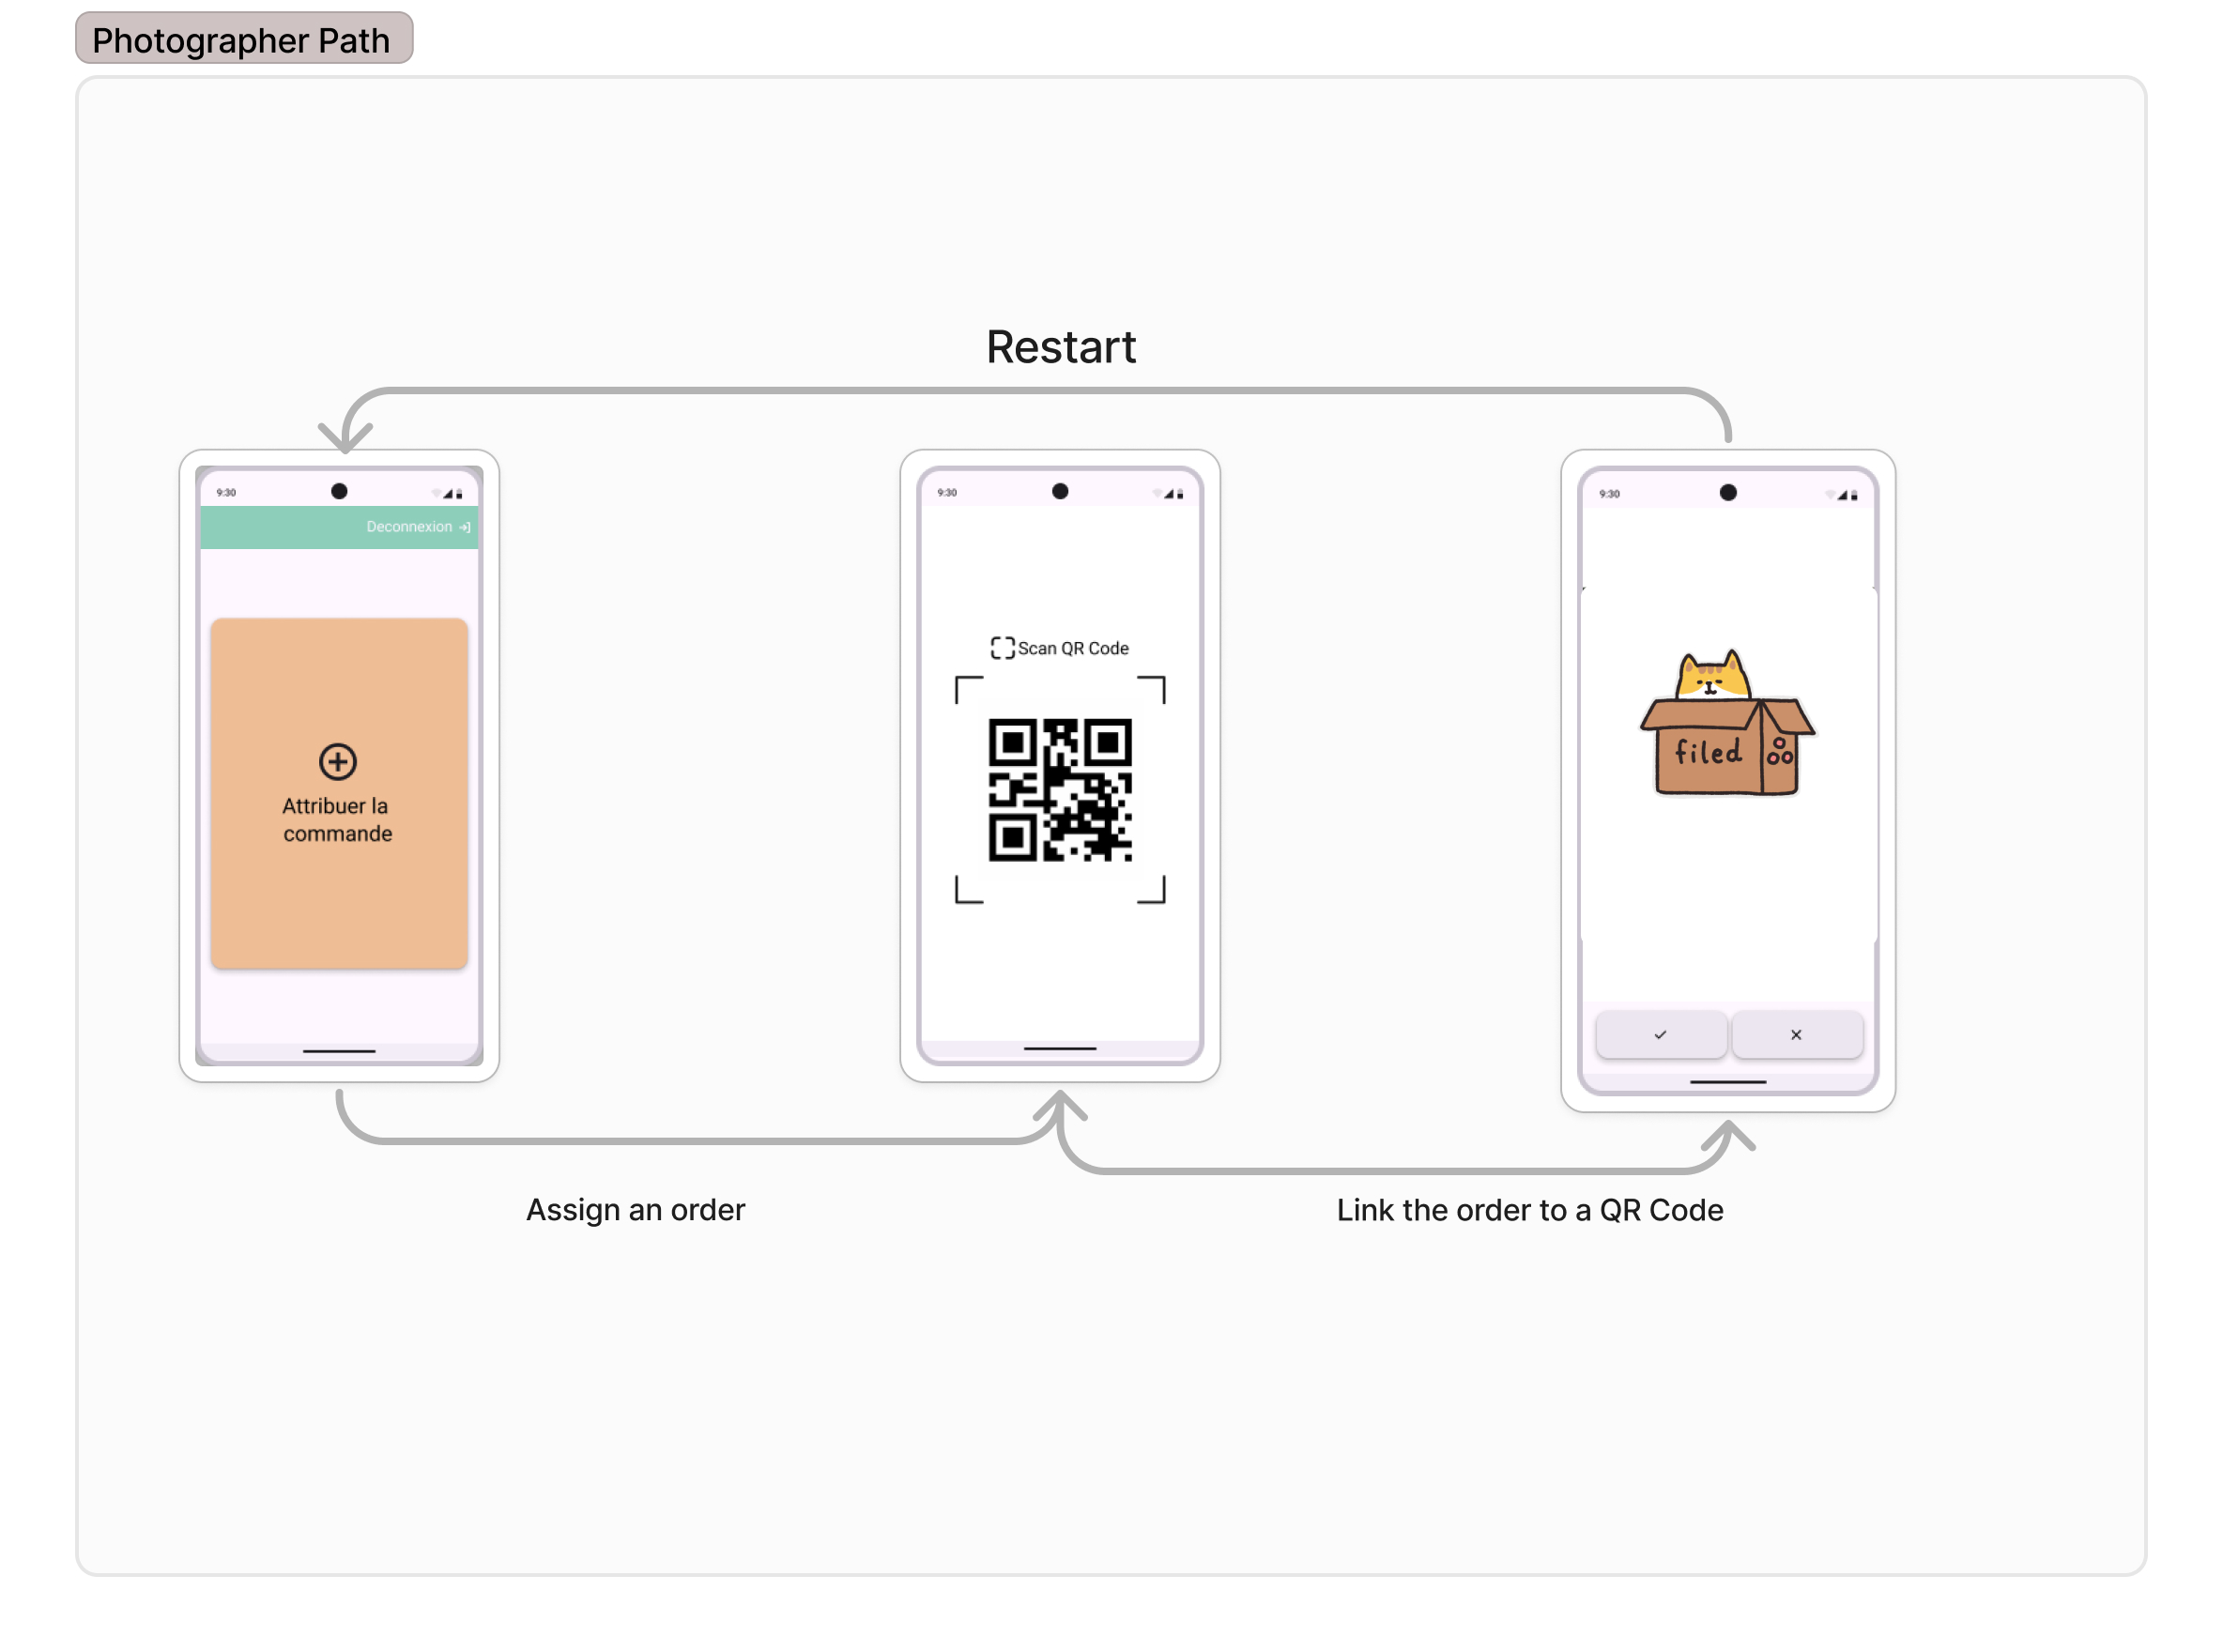 Photographer Path
Restart
9:30
Deconnexion
Attribuer la
commande
9:30
Scan QR Code
9:30
filed
Assign an order
Link the order to a QR Code